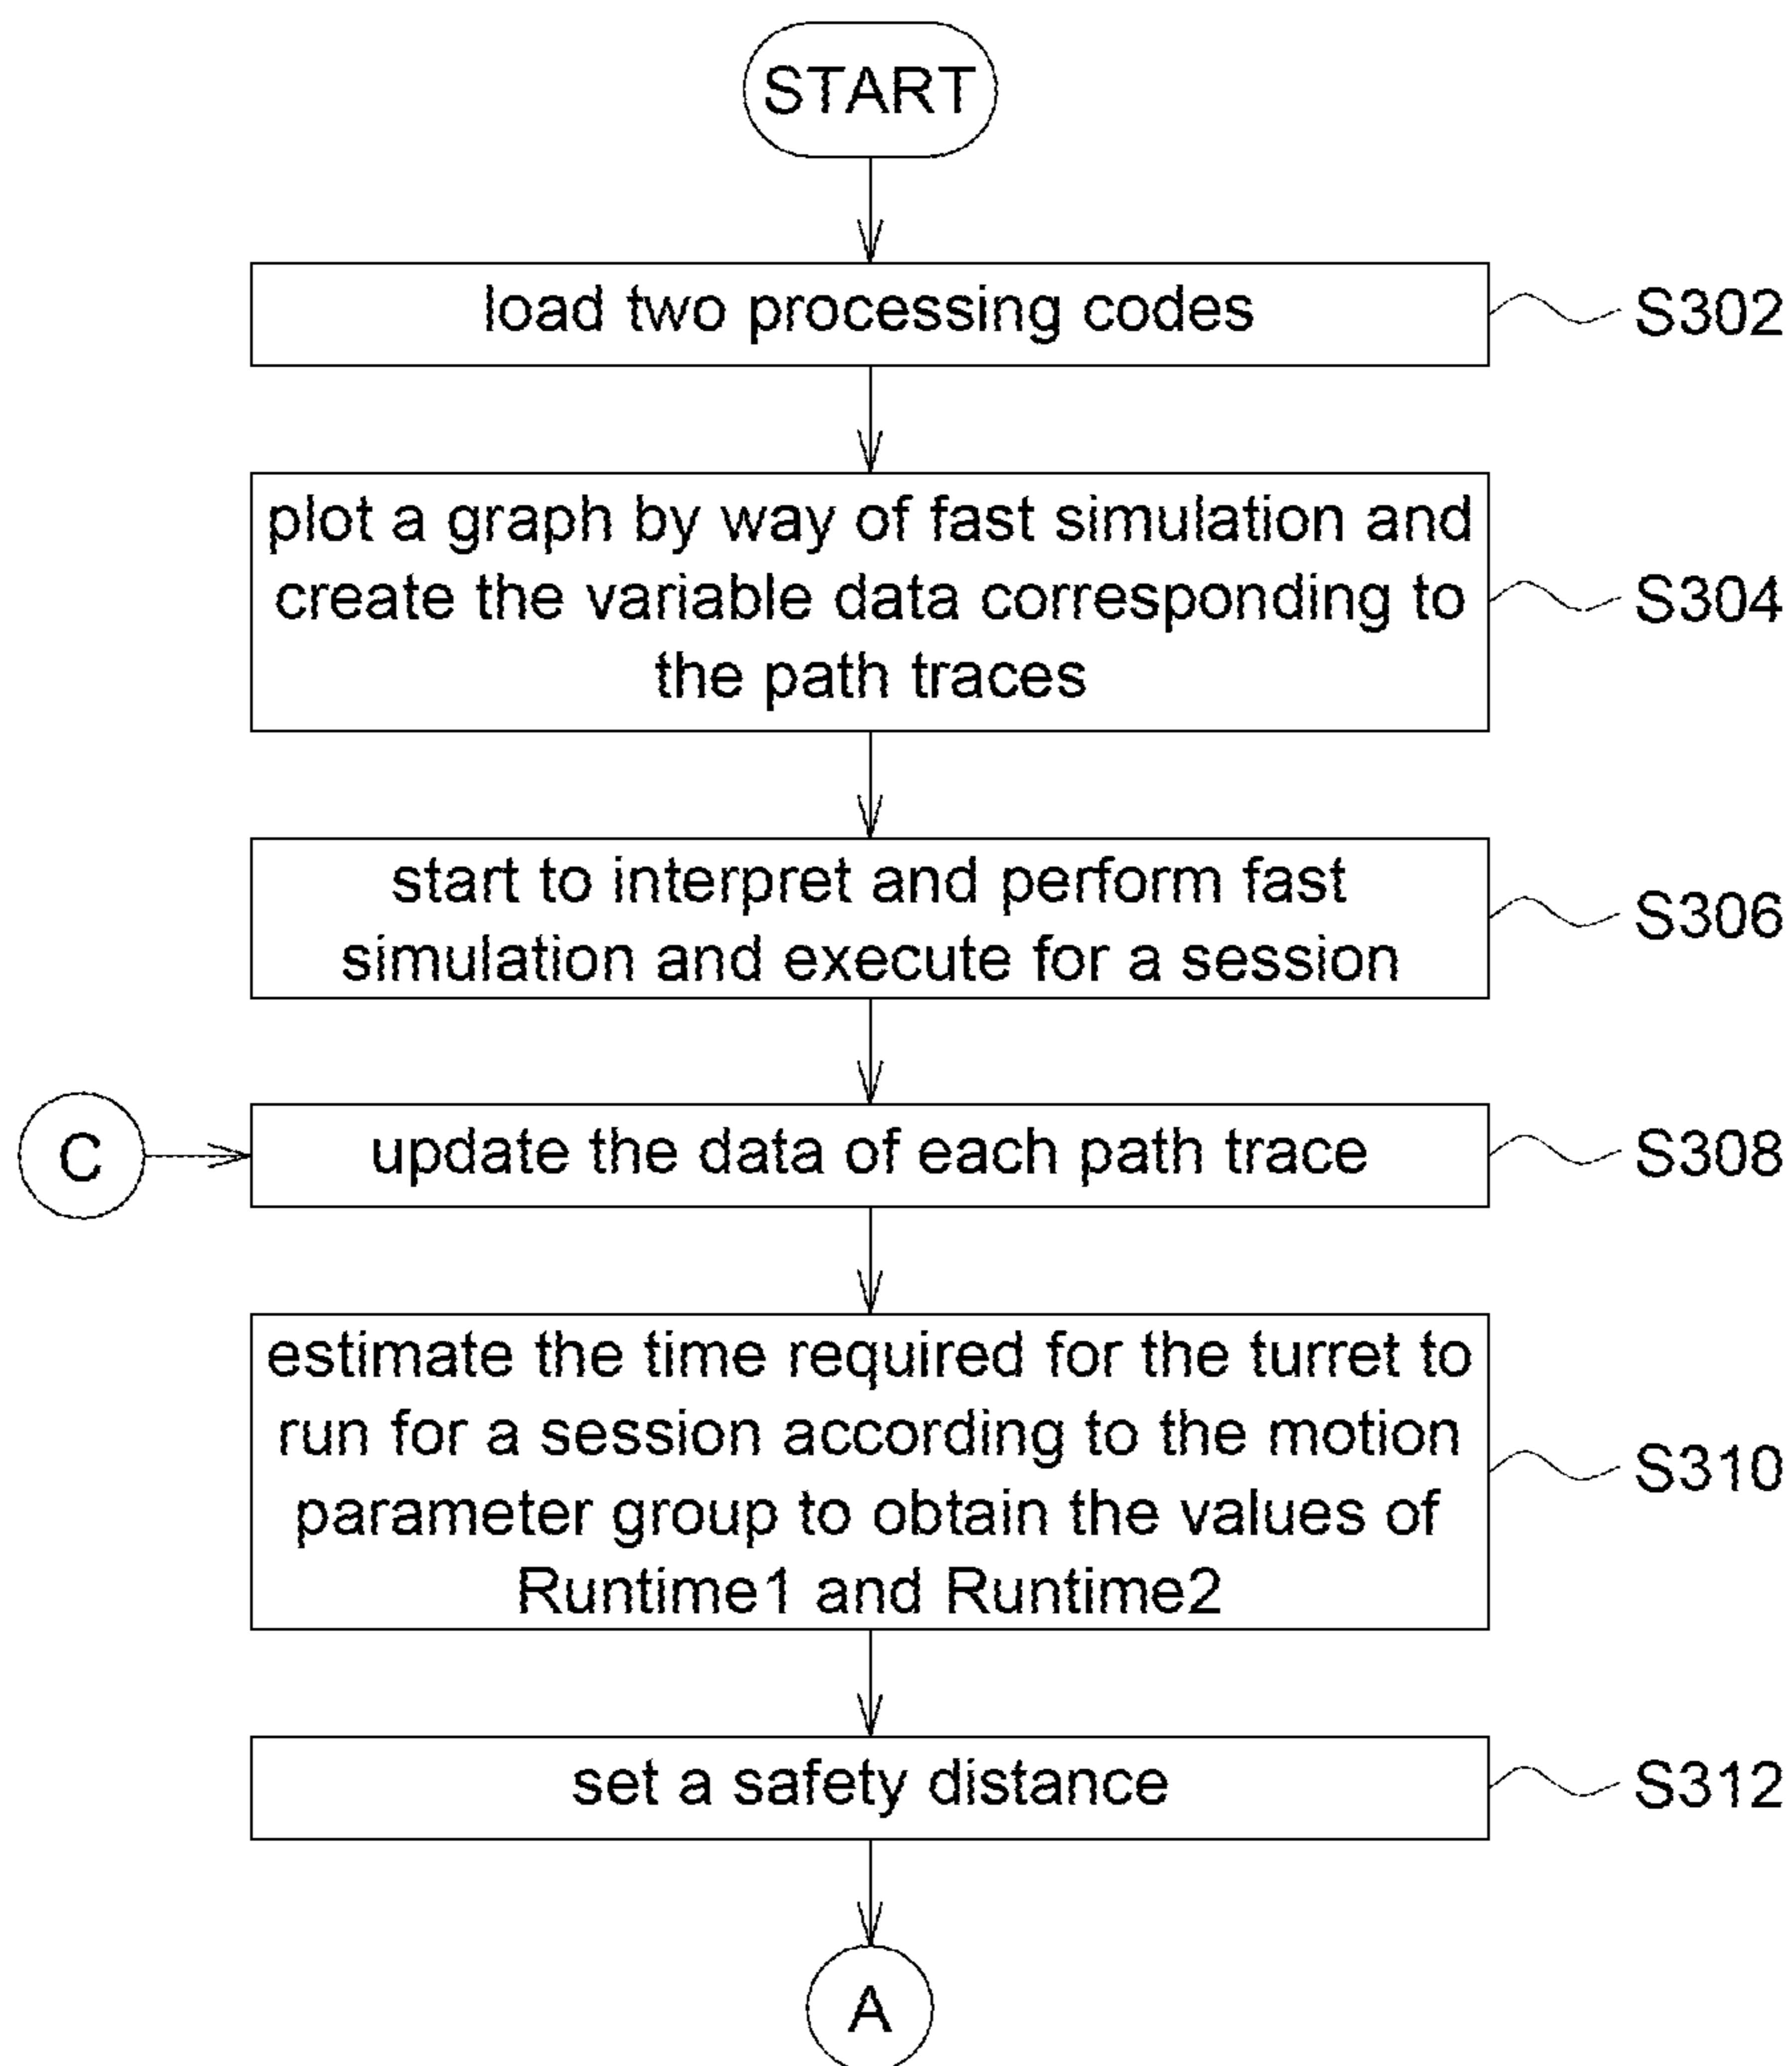 START
load two processing codes
S302
plot a graph by way of fast simulation and
create the variable data corresponding to
the path traces
S304
start to interpret and perform fast
simulation and execute for a session
S306
C
update the data of each path trace
S308
estimate the time required for the turret to
run for a session according to the motion
parameter group to obtain the values of
Runtime1 and Runtime2
S310
set a safety distance
S312
A